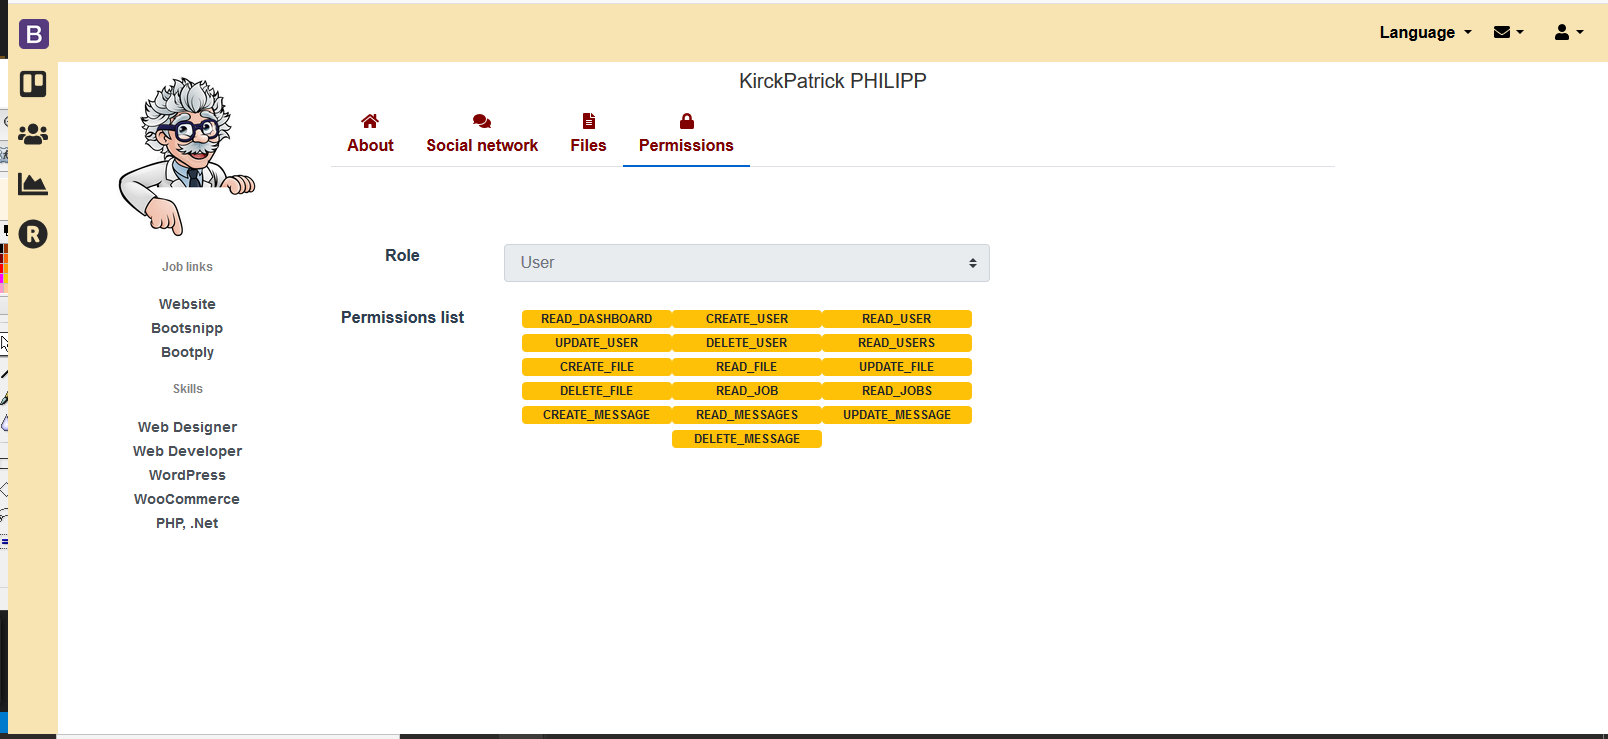 B
Language
KirckPatrick PHILIPP
About
Social network
Files
Permissions
R
Job links
Website
Bootsnipp
Bootply
Skills
Web Designer
Web Developer
WordPress
WooCommerce
PHP, .Net
Role
User
Permissions list
READ_DASHBOARD CREATE_USER READ_USER
UPDATE_USER DELETE_USER READ_USERS
CREATE_FILE READ_FILE UPDATE_FILE
DELETE_FILE READ_JOB READ_JOBS
CREATE_MESSAGE READ_MESSAGES UPDATE_MESSAGE
DELETE_MESSAGE